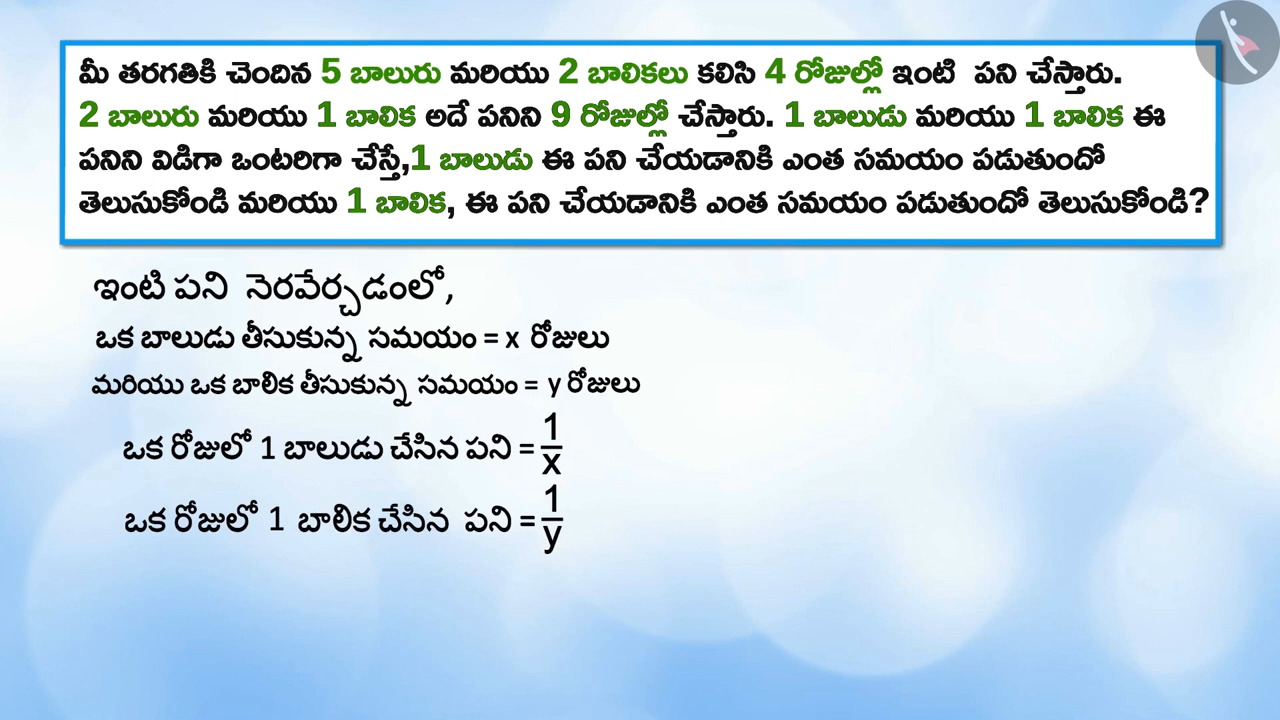 మీ తరగతికి చెందిన 5 బాలురు మరియు 2 బాలికలు కలిసి 4 రోజుల్లో ఇంటి పని చేస్తారు.
2 బాలురు మరియు 1 బాలిక అదే పనిని 9 రోజుల్లో చేస్తారు. 1 బాలుడు మరియు 1 బాలిక ఈ
పనిని విడిగా ఒంటరిగా చేస్తే,1 బాలుడు ఈ పని చేయడానికి ఎంత సమయం పడుతుందో
తెలుసుకోండి మరియు 1 బాలిక, ఈ పని చేయడానికి ఎంత సమయం పడుతుందో తెలుసుకోండి?
ఇంటి పని నెరవేర్చడంలో,
ఒక బాలుడు తీసుకున్న సమయం = x రోజులు
మరియు ఒక బాలిక తీసుకున్న సమయం = y రోజులు
ఒక రోజులో 1 బాలుడు చేసిన పని = 1/x
ఒక రోజులో 1 బాలిక చేసిన పని = 1/y